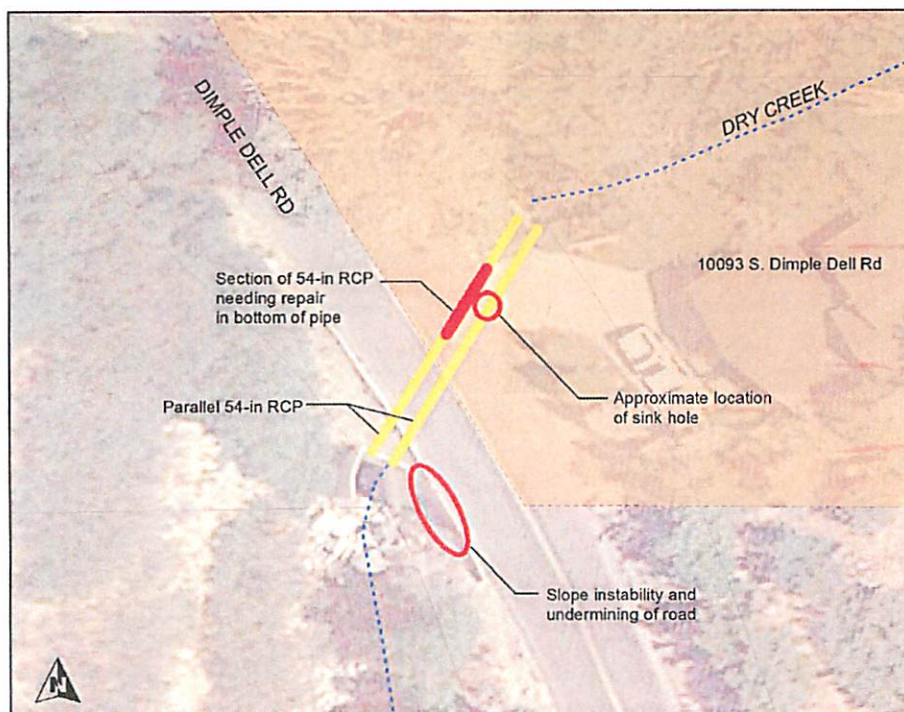 DIMPLE DELL RD
DRY CREEK
10093 S. Dimple Dell Rd
Section of 54-in RCP
needing repair
in bottom of pipe
Approximate location
of sink hole
Parallel 54-in RCP
Slope instability and
undermining of road
N